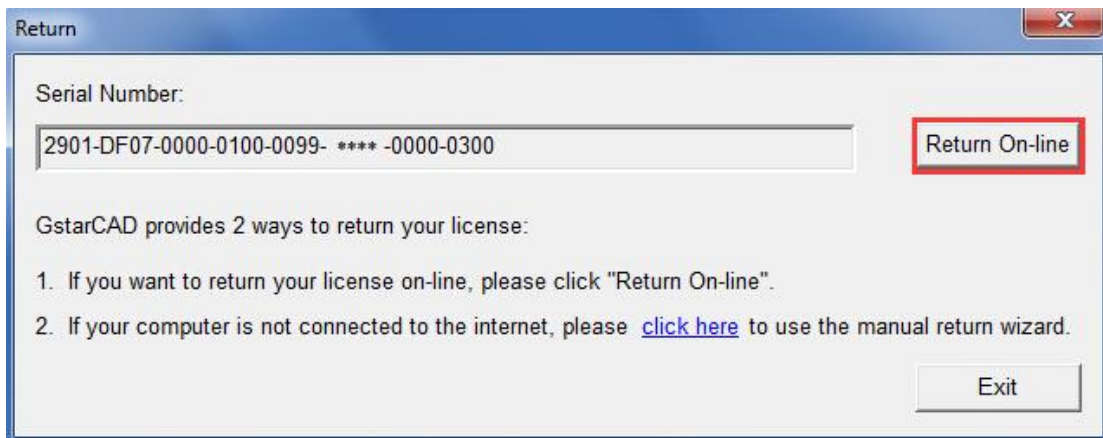 Return
Serial Number:
2901-DF07-0000-0100-0099- **** -0000-0300
Return On-line
GstarCAD provides 2 ways to return your license:
1. If you want to return your license on-line, please click "Return On-line".
2. If your computer is not connected to the internet, please click here to use the manual return wizard.
Exit